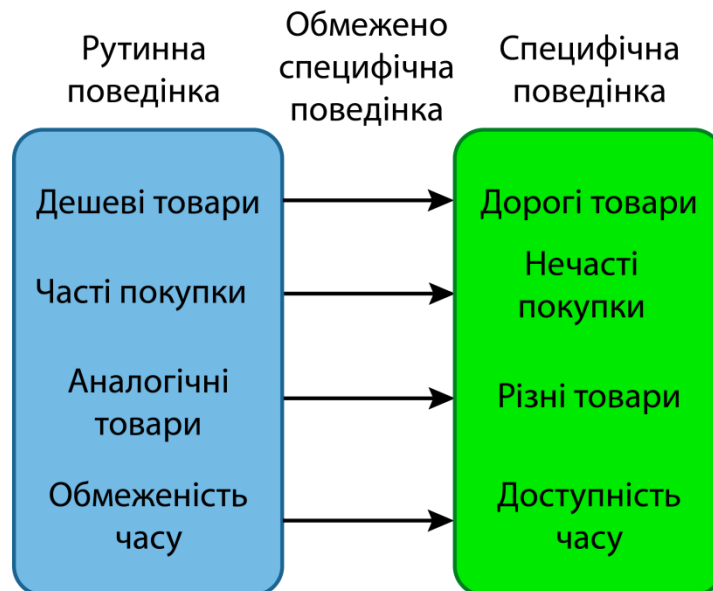 Рутинна
поведінка
Обмежено
специфічна
поведінка
Специфічна
поведінка
Дешеві товари
Дорогі товари
Часті покупки
Нечасті
покупки
Аналогічні
товари
Різні товари
Обмеженість
часу
Доступність
часу